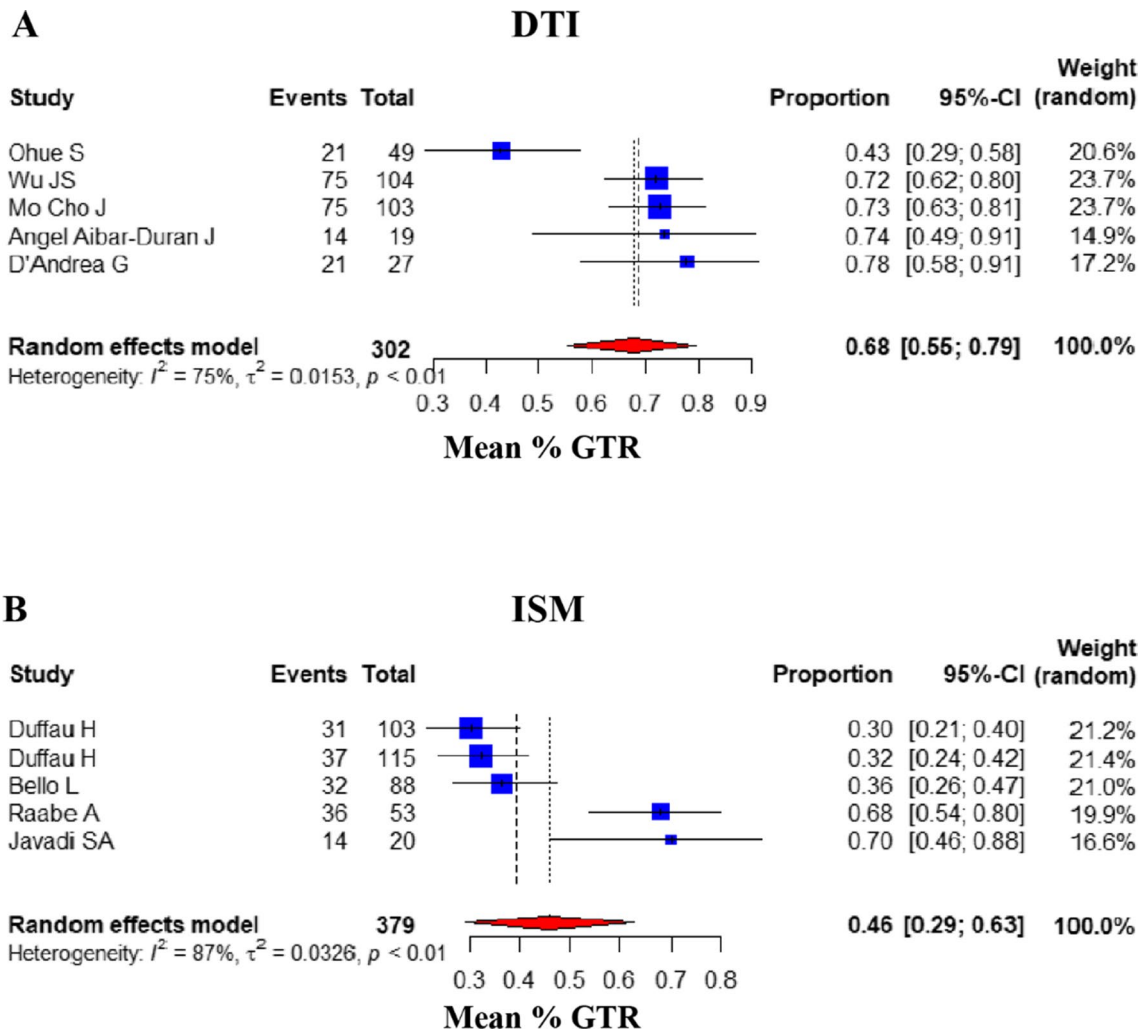 A DTI
Weight
Study Events Total Proportion 95%-CI (random)
Ohue S 21 49 0.43 [0.29; 0.58] 20.6%
Wu JS 75 104 0.72 [0.62; 0.80] 23.7%
Mo Cho J 75 103 0.73 [0.63; 0.81] 23.7%
Angel Aibar-Duran J 14 19 0.74 [0.49; 0.91] 14.9%
D'Andrea G 21 27 0.78 [0.58; 0.91] 17.2%
Random effects model 302 0.68 [0.55; 0.79] 100.0%
Heterogeneity: I² = 75%, τ² = 0.0153, p < 0.01
0.3 0.4 0.5 0.6 0.7 0.8 0.9
Mean % GTR
B ISM
Weight
Study Events Total Proportion 95%-CI (random)
Duffau H 31 103 0.30 [0.21; 0.40] 21.2%
Duffau H 37 115 0.32 [0.24; 0.42] 21.4%
Bello L 32 88 0.36 [0.26; 0.47] 21.0%
Raabe A 36 53 0.68 [0.54; 0.80] 19.9%
Javadi SA 14 20 0.70 [0.46; 0.88] 16.6%
Random effects model 379 0.46 [0.29; 0.63] 100.0%
Heterogeneity: I² = 87%, τ² = 0.0326, p < 0.01
0.3 0.4 0.5 0.6 0.7 0.8
Mean % GTR